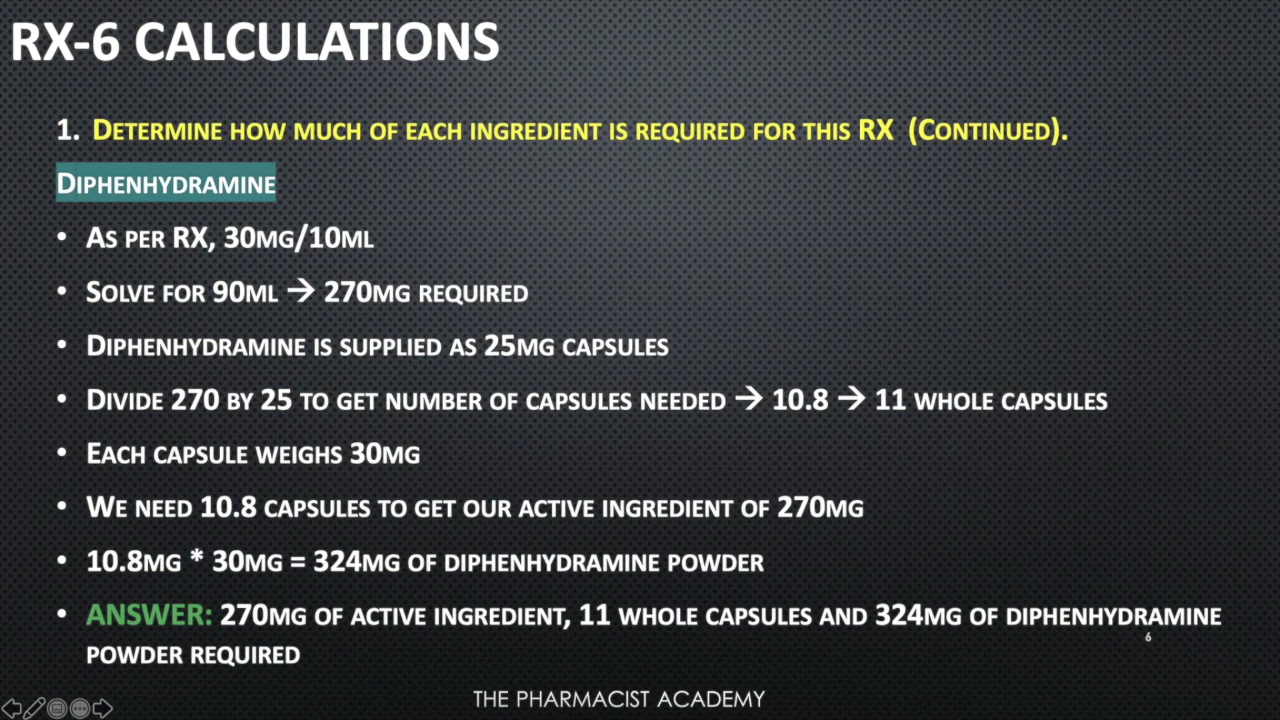 RX-6 CALCULATIONS
1. DETERMINE HOW MUCH OF EACH INGREDIENT IS REQUIRED FOR THIS RX (CONTINUED).
DIPHENHYDRAMINE
• AS PER RX, 30MG/10ML
• SOLVE FOR 90ML → 270MG REQUIRED
• DIPHENHYDRAMINE IS SUPPLIED AS 25MG CAPSULES
• DIVIDE 270 BY 25 TO GET NUMBER OF CAPSULES NEEDED → 10.8 → 11 WHOLE CAPSULES
• EACH CAPSULE WEIGHS 30MG
• WE NEED 10.8 CAPSULES TO GET OUR ACTIVE INGREDIENT OF 270MG
• 10.8MG * 30MG = 324MG OF DIPHENHYDRAMINE POWDER
• ANSWER: 270MG OF ACTIVE INGREDIENT, 11 WHOLE CAPSULES AND 324MG OF DIPHENHYDRAMINE
POWDER REQUIRED
6
THE PHARMACIST ACADEMY